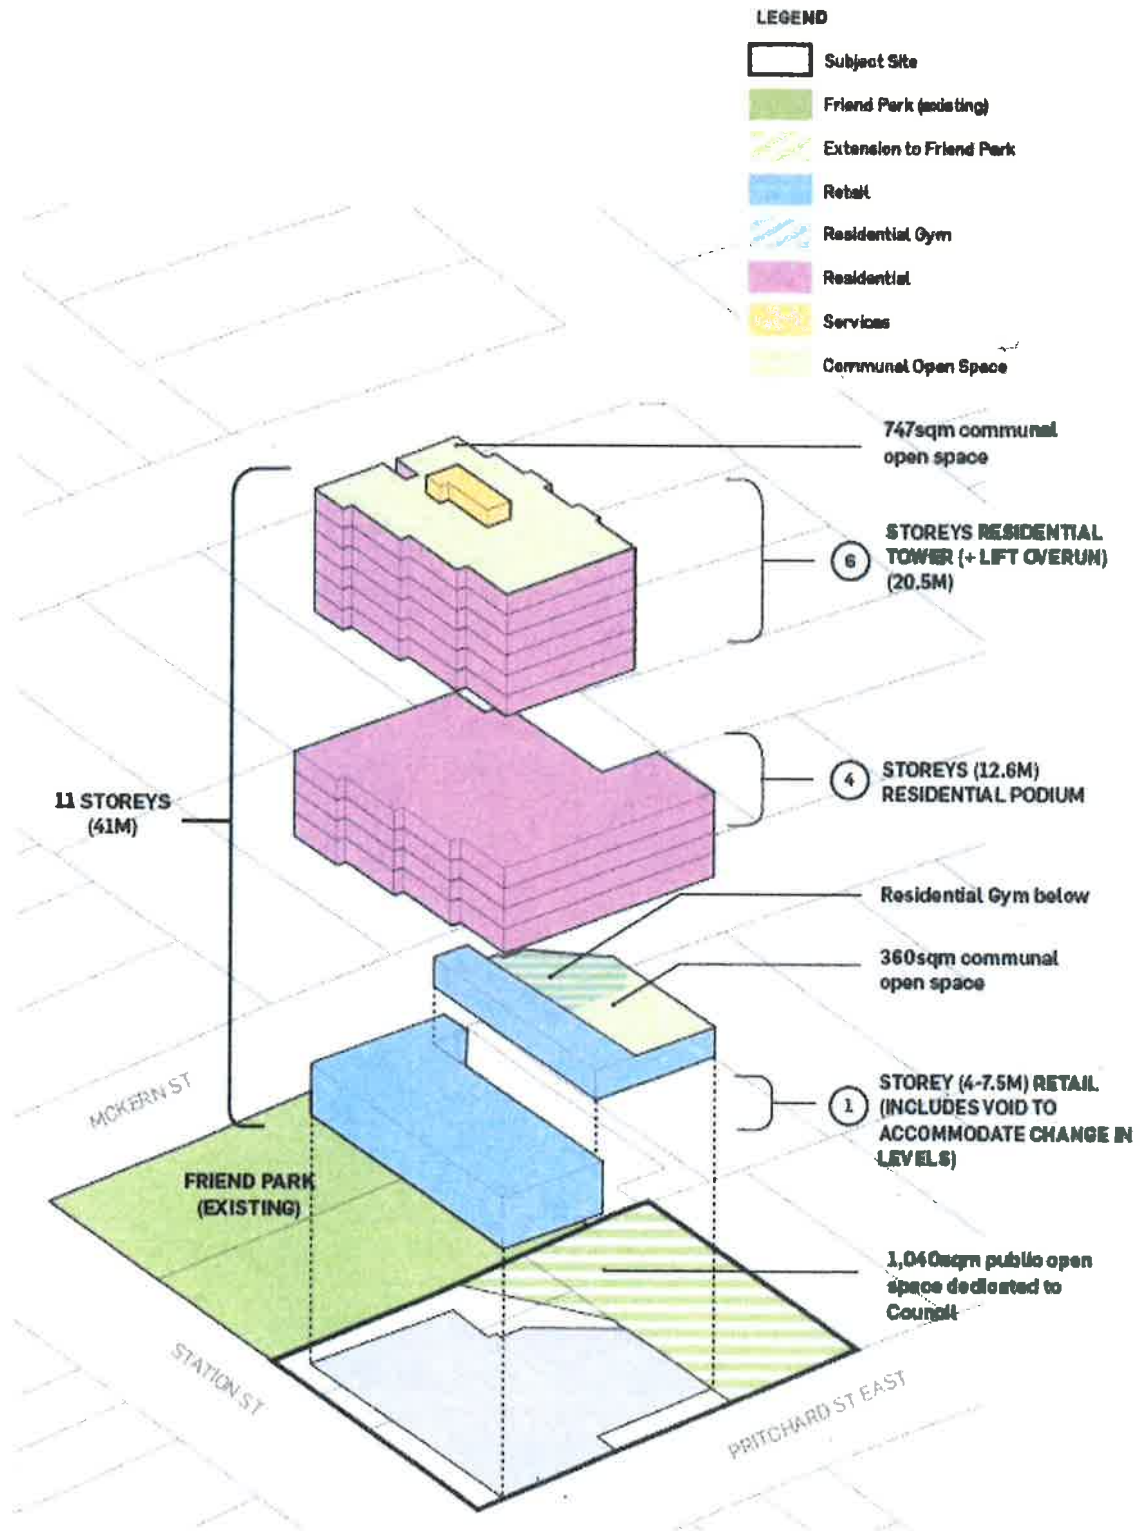 LEGEND
Subject Site
Friend Park (existing)
Extension to Friend Park
Retail
Residential Gym
Residential
Services
Communal Open Space
747sqm communal
open space
6
STOREYS RESIDENTIAL
TOWER (+ LIFT OVERUN)
(20.5M)
4
STOREYS (12.6M)
RESIDENTIAL PODIUM
11 STOREYS
(41M)
Residential Gym below
360sqm communal
open space
1
STOREY (4-7.5M) RETAIL
(INCLUDES VOID TO
ACCOMMODATE CHANGE IN
LEVELS)
MCKERN ST
FRIEND PARK
(EXISTING)
1,040sqm public open
space dedicated to
Council
STATION ST
PRITCHARD ST EAST